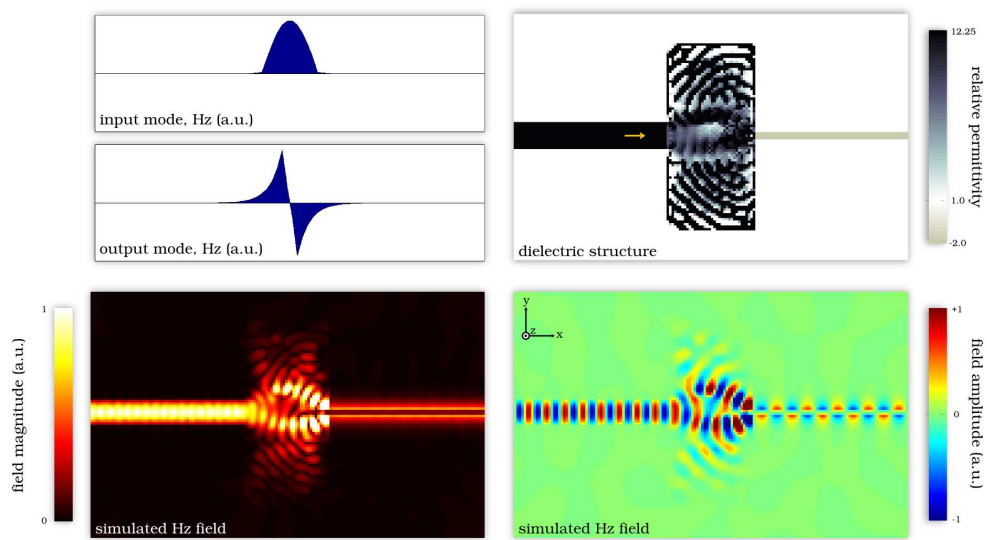 input mode, Hz (a.u.)
output mode, Hz (a.u.)
dielectric structure
12.25
1.0
-2.0
relative permittivity
field magnitude (a.u.)
1
0
simulated Hz field
y
z
x
simulated Hz field
+1
0
-1
field amplitude (a.u.)